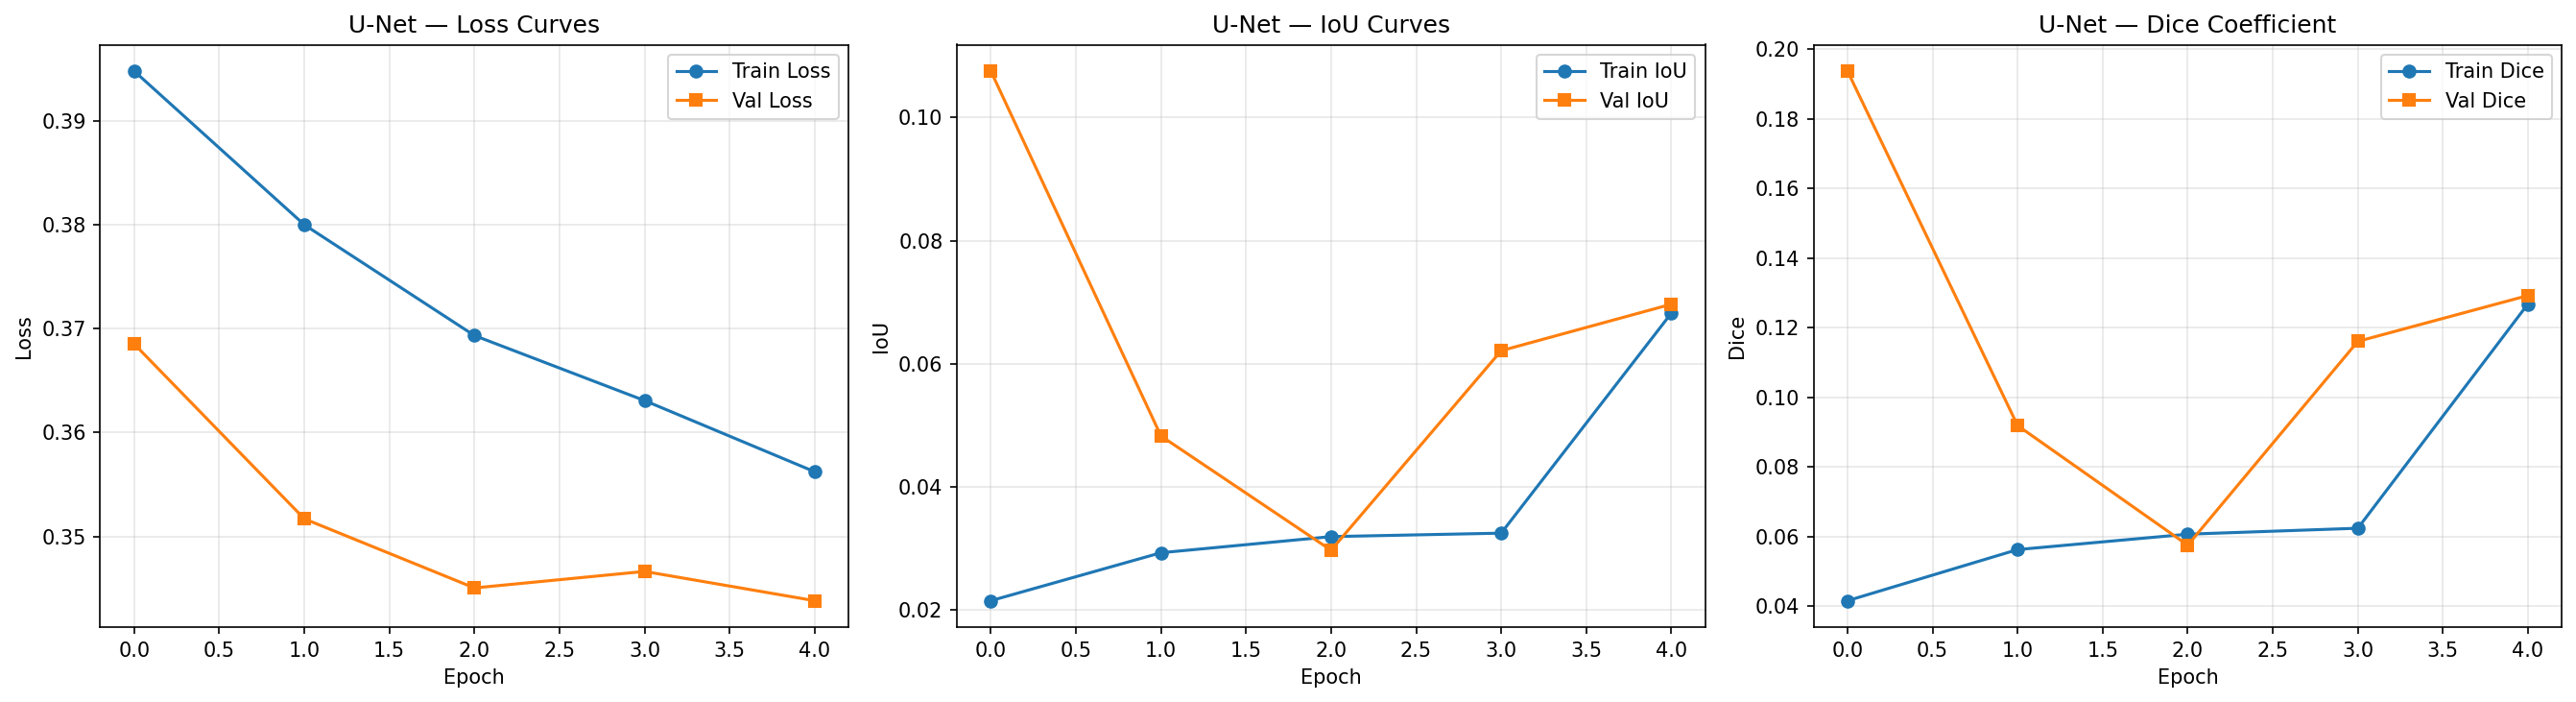 U-Net — Loss Curves
Train Loss
Val Loss
0.39
0.38
0.37
0.36
0.35
Loss
0.0 0.5 1.0 1.5 2.0 2.5 3.0 3.5 4.0
Epoch
U-Net — IoU Curves
Train IoU
Val IoU
0.10
0.08
0.06
0.04
0.02
IoU
0.0 0.5 1.0 1.5 2.0 2.5 3.0 3.5 4.0
Epoch
U-Net — Dice Coefficient
Train Dice
Val Dice
0.20
0.18
0.16
0.14
0.12
0.10
0.08
0.06
0.04
Dice
0.0 0.5 1.0 1.5 2.0 2.5 3.0 3.5 4.0
Epoch